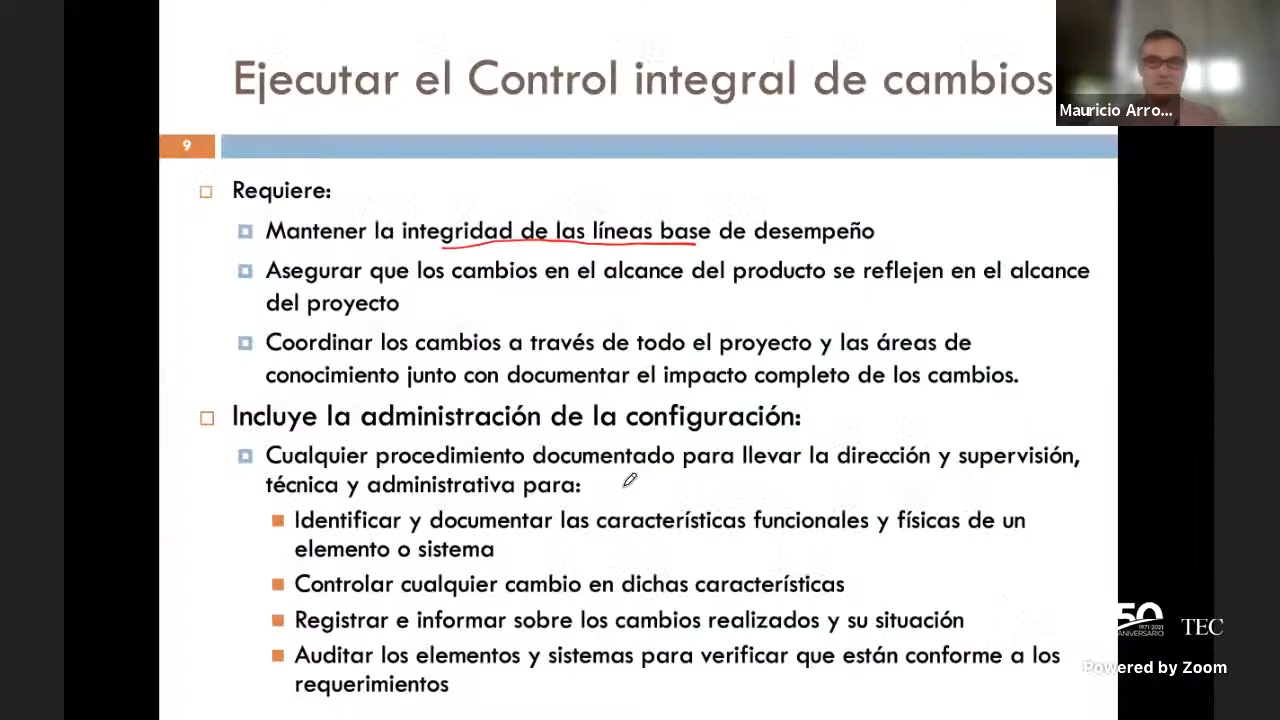 Ejecutar el Control integral de cambios
Mauricio Arro...
9
Requiere:
Mantener la integridad de las líneas base de desempeño
Asegurar que los cambios en el alcance del producto se reflejen en el alcance
del proyecto
Coordinar los cambios a través de todo el proyecto y las áreas de
conocimiento junto con documentar el impacto completo de los cambios.
Incluye la administración de la configuración:
Cualquier procedimiento documentado para llevar la dirección y supervisión,
técnica y administrativa para:
Identificar y documentar las características funcionales y físicas de un
elemento o sistema
Controlar cualquier cambio en dichas características
Registrar e informar sobre los cambios realizados y su situación
Auditar los elementos y sistemas para verificar que están conforme a los
requerimientos
50
1971-2021
ANIVERSARIO
TEC
Powered by Zoom